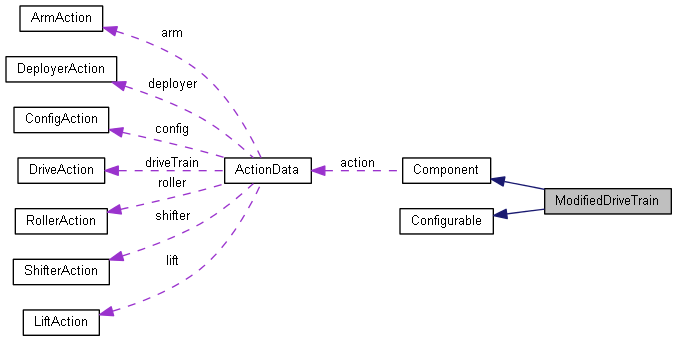 ArmAction
arm
DeployerAction
deployer
ConfigAction
config
DriveAction
driveTrain
ActionData
action
Component
roller
ModifiedDriveTrain
RollerAction
shifter
Configurable
ShifterAction
lift
LiftAction